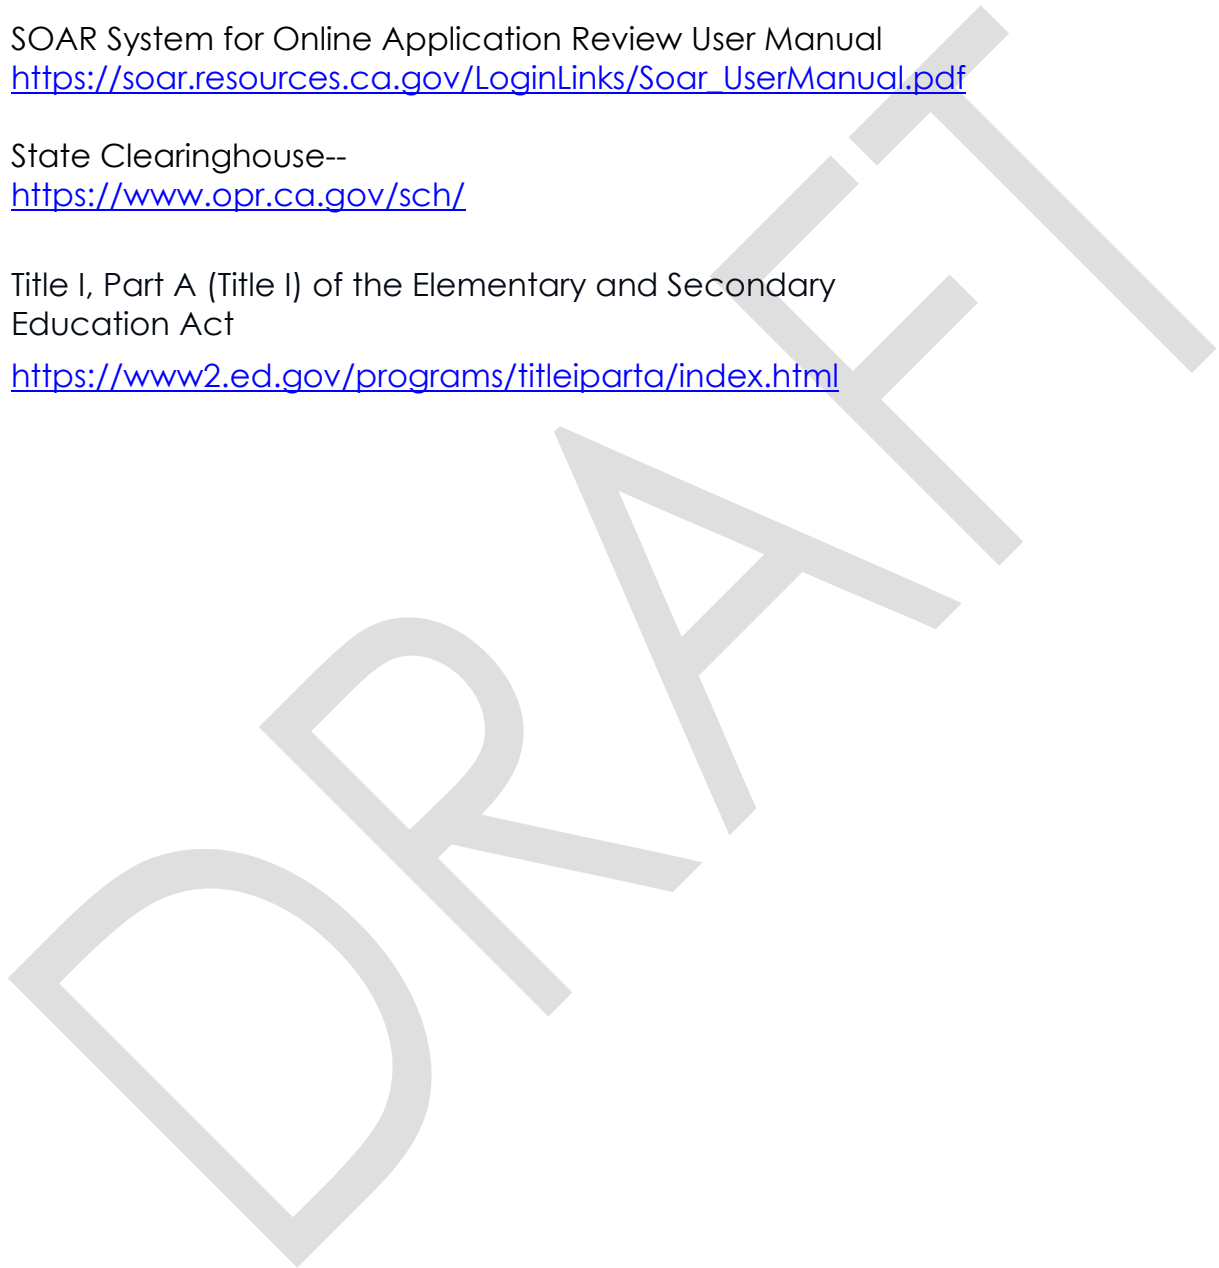 SOAR System for Online Application Review User Manual
https://soar.resources.ca.gov/LoginLinks/Soar_UserManual.pdf
State Clearinghouse--
https://www.opr.ca.gov/sch/
Title I, Part A (Title I) of the Elementary and Secondary
Education Act
https://www2.ed.gov/programs/titleiparta/index.html
DRAFT